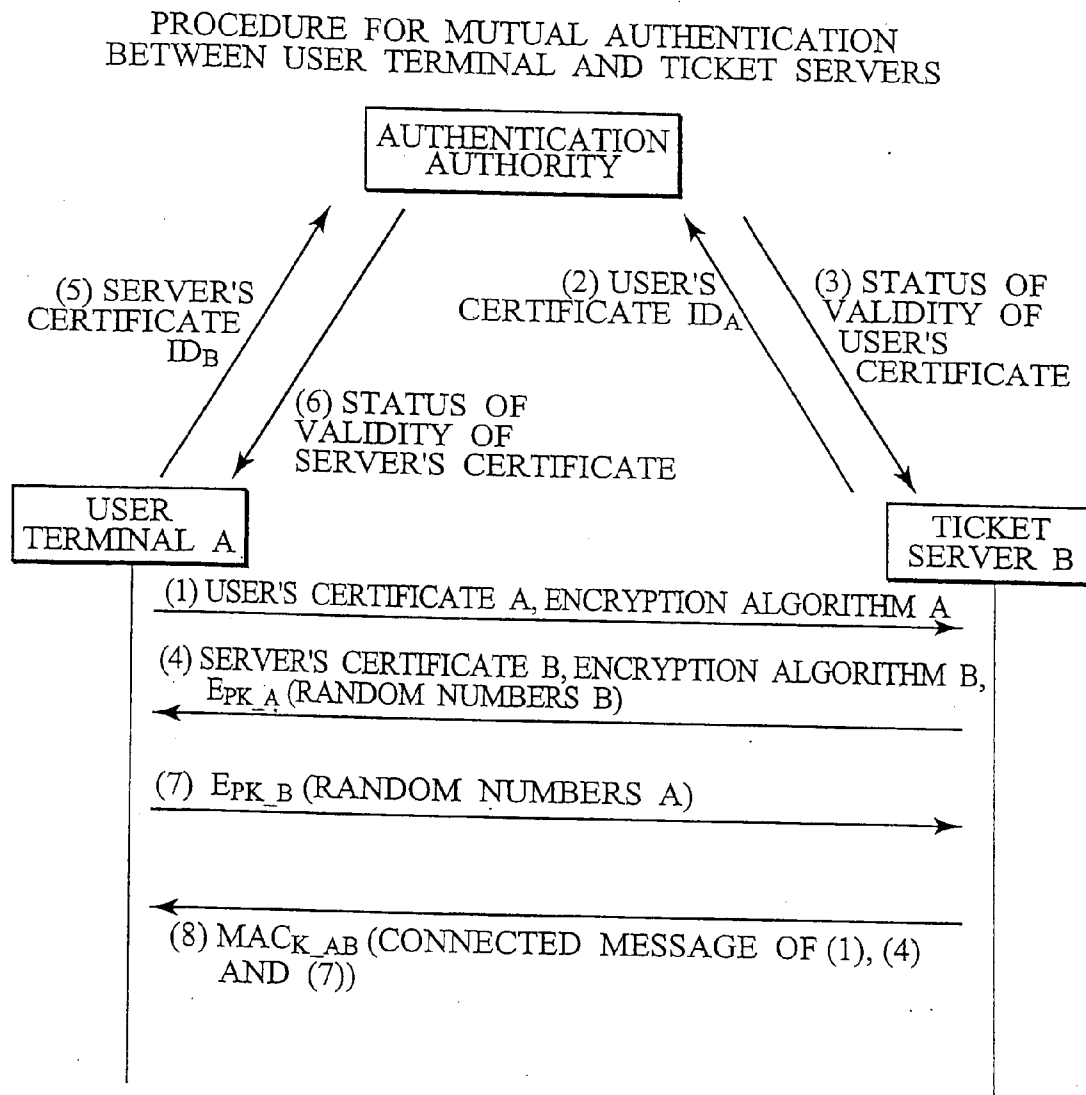 PROCEDURE FOR MUTUAL AUTHENTICATION
BETWEEN USER TERMINAL AND TICKET SERVERS
AUTHENTICATION
AUTHORITY
(5) SERVER'S
CERTIFICATE
IDB
(2) USER'S
CERTIFICATE IDA
(3) STATUS OF
VALIDITY OF
USER'S
CERTIFICATE
(6) STATUS OF
VALIDITY OF
SERVER'S CERTIFICATE
USER
TERMINAL A
TICKET
SERVER B
(1) USER'S CERTIFICATE A, ENCRYPTION ALGORITHM A
(4) SERVER'S CERTIFICATE B, ENCRYPTION ALGORITHM B,
EPK_A (RANDOM NUMBERS B)
(7) EPK_B (RANDOM NUMBERS A)
(8) MACK_AB (CONNECTED MESSAGE OF (1), (4)
AND (7))